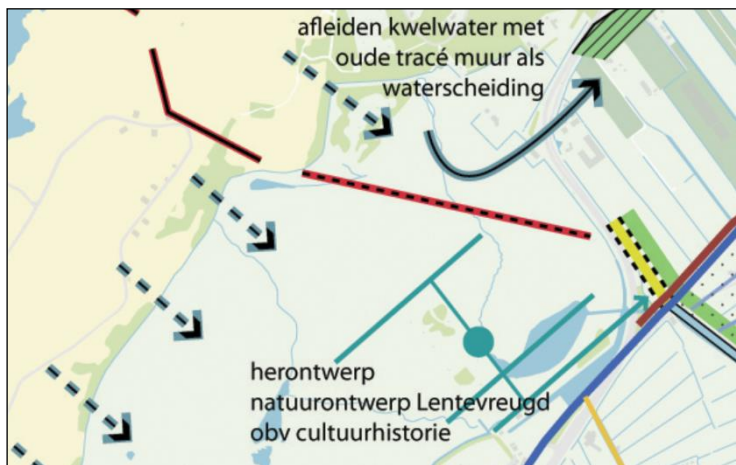 afleiden kwelwater met
oude tracé muur als
waterscheiding
herontwerp
natuurontwerp Lentevreugd
obv cultuurhistorie